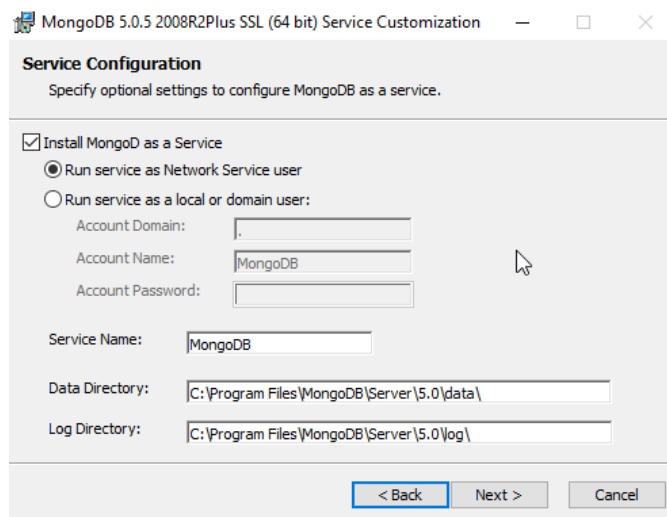 MongoDB 5.0.5 2008R2Plus SSL (64 bit) Service Customization
Service Configuration
Specify optional settings to configure MongoDB as a service.
Install MongoD as a Service
Run service as Network Service user
Run service as a local or domain user:
Account Domain: .
Account Name: MongoDB
Account Password:
Service Name: MongoDB
Data Directory: C:\Program Files\MongoDB\Server\5.0\data\
Log Directory: C:\Program Files\MongoDB\Server\5.0\log\
< Back Next > Cancel